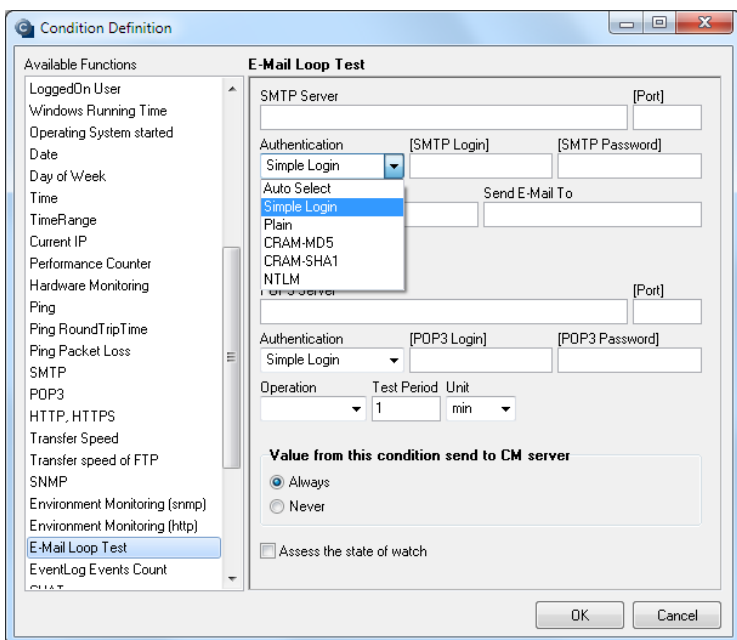 Condition Definition
Available Functions
LoggedOn User
Windows Running Time
Operating System started
Date
Day of Week
Time
TimeRange
Current IP
Performance Counter
Hardware Monitoring
Ping
Ping RoundTripTime
Ping Packet Loss
SMTP
POP3
HTTP, HTTPS
Transfer Speed
Transfer speed of FTP
SNMP
Environment Monitoring (snmp)
Environment Monitoring (http)
E-Mail Loop Test
EventLog Events Count
E-Mail Loop Test
SMTP Server [Port]
Authentication [SMTP Login] [SMTP Password]
Simple Login
Auto Select
Simple Login
Plain
CRAM-MD5
CRAM-SHA1
NTLM
Send E-Mail To
POP3 Server [Port]
Authentication [POP3 Login] [POP3 Password]
Simple Login
Operation Test Period Unit
1 min
Value from this condition send to CM server
Always
Never
Assess the state of watch
OK Cancel